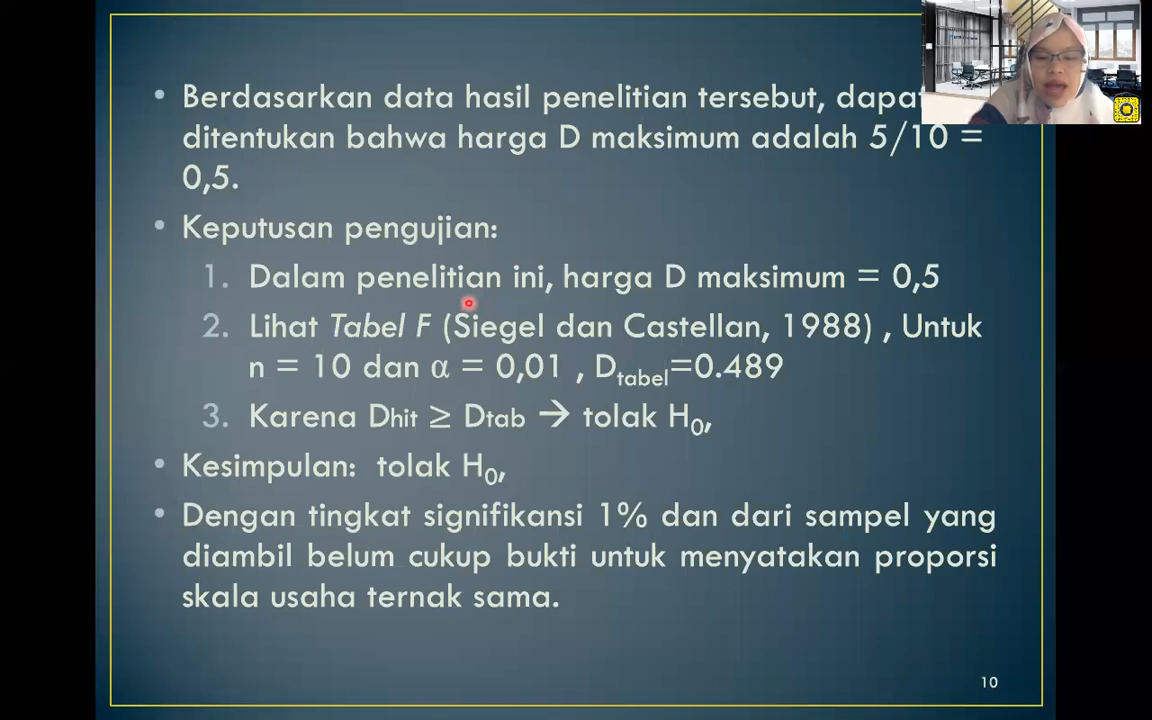 • Berdasarkan data hasil penelitian tersebut, dapat
ditentukan bahwa harga D maksimum adalah 5/10 =
0,5.
• Keputusan pengujian:
1. Dalam penelitian ini, harga D maksimum = 0,5
2. Lihat Tabel F (Siegel dan Castellan, 1988) , Untuk
n = 10 dan α = 0,01 , Dtabel=0.489
3. Karena Dhit ≥ Dtab → tolak H0,
• Kesimpulan: tolak H0,
• Dengan tingkat signifikansi 1% dan dari sampel yang
diambil belum cukup bukti untuk menyatakan proporsi
skala usaha ternak sama.
10